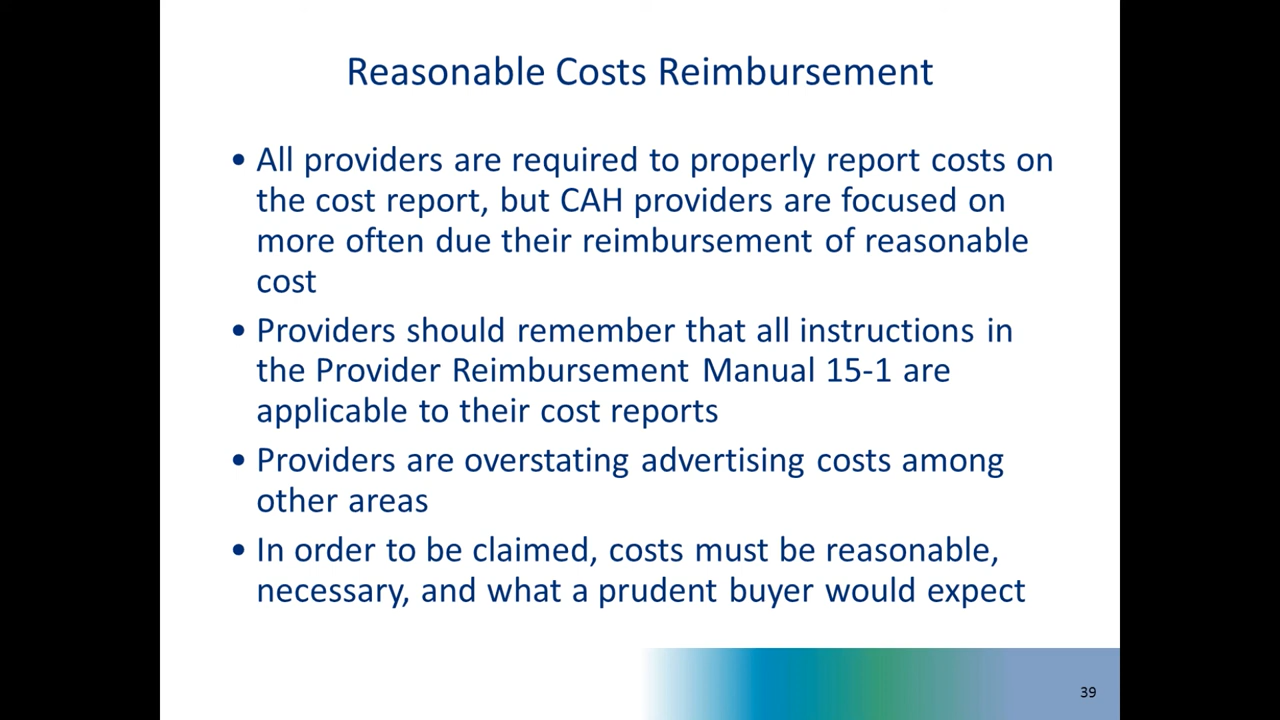 Reasonable Costs Reimbursement
• All providers are required to properly report costs on
the cost report, but CAH providers are focused on
more often due their reimbursement of reasonable
cost
• Providers should remember that all instructions in
the Provider Reimbursement Manual 15-1 are
applicable to their cost reports
• Providers are overstating advertising costs among
other areas
• In order to be claimed, costs must be reasonable,
necessary, and what a prudent buyer would expect
39